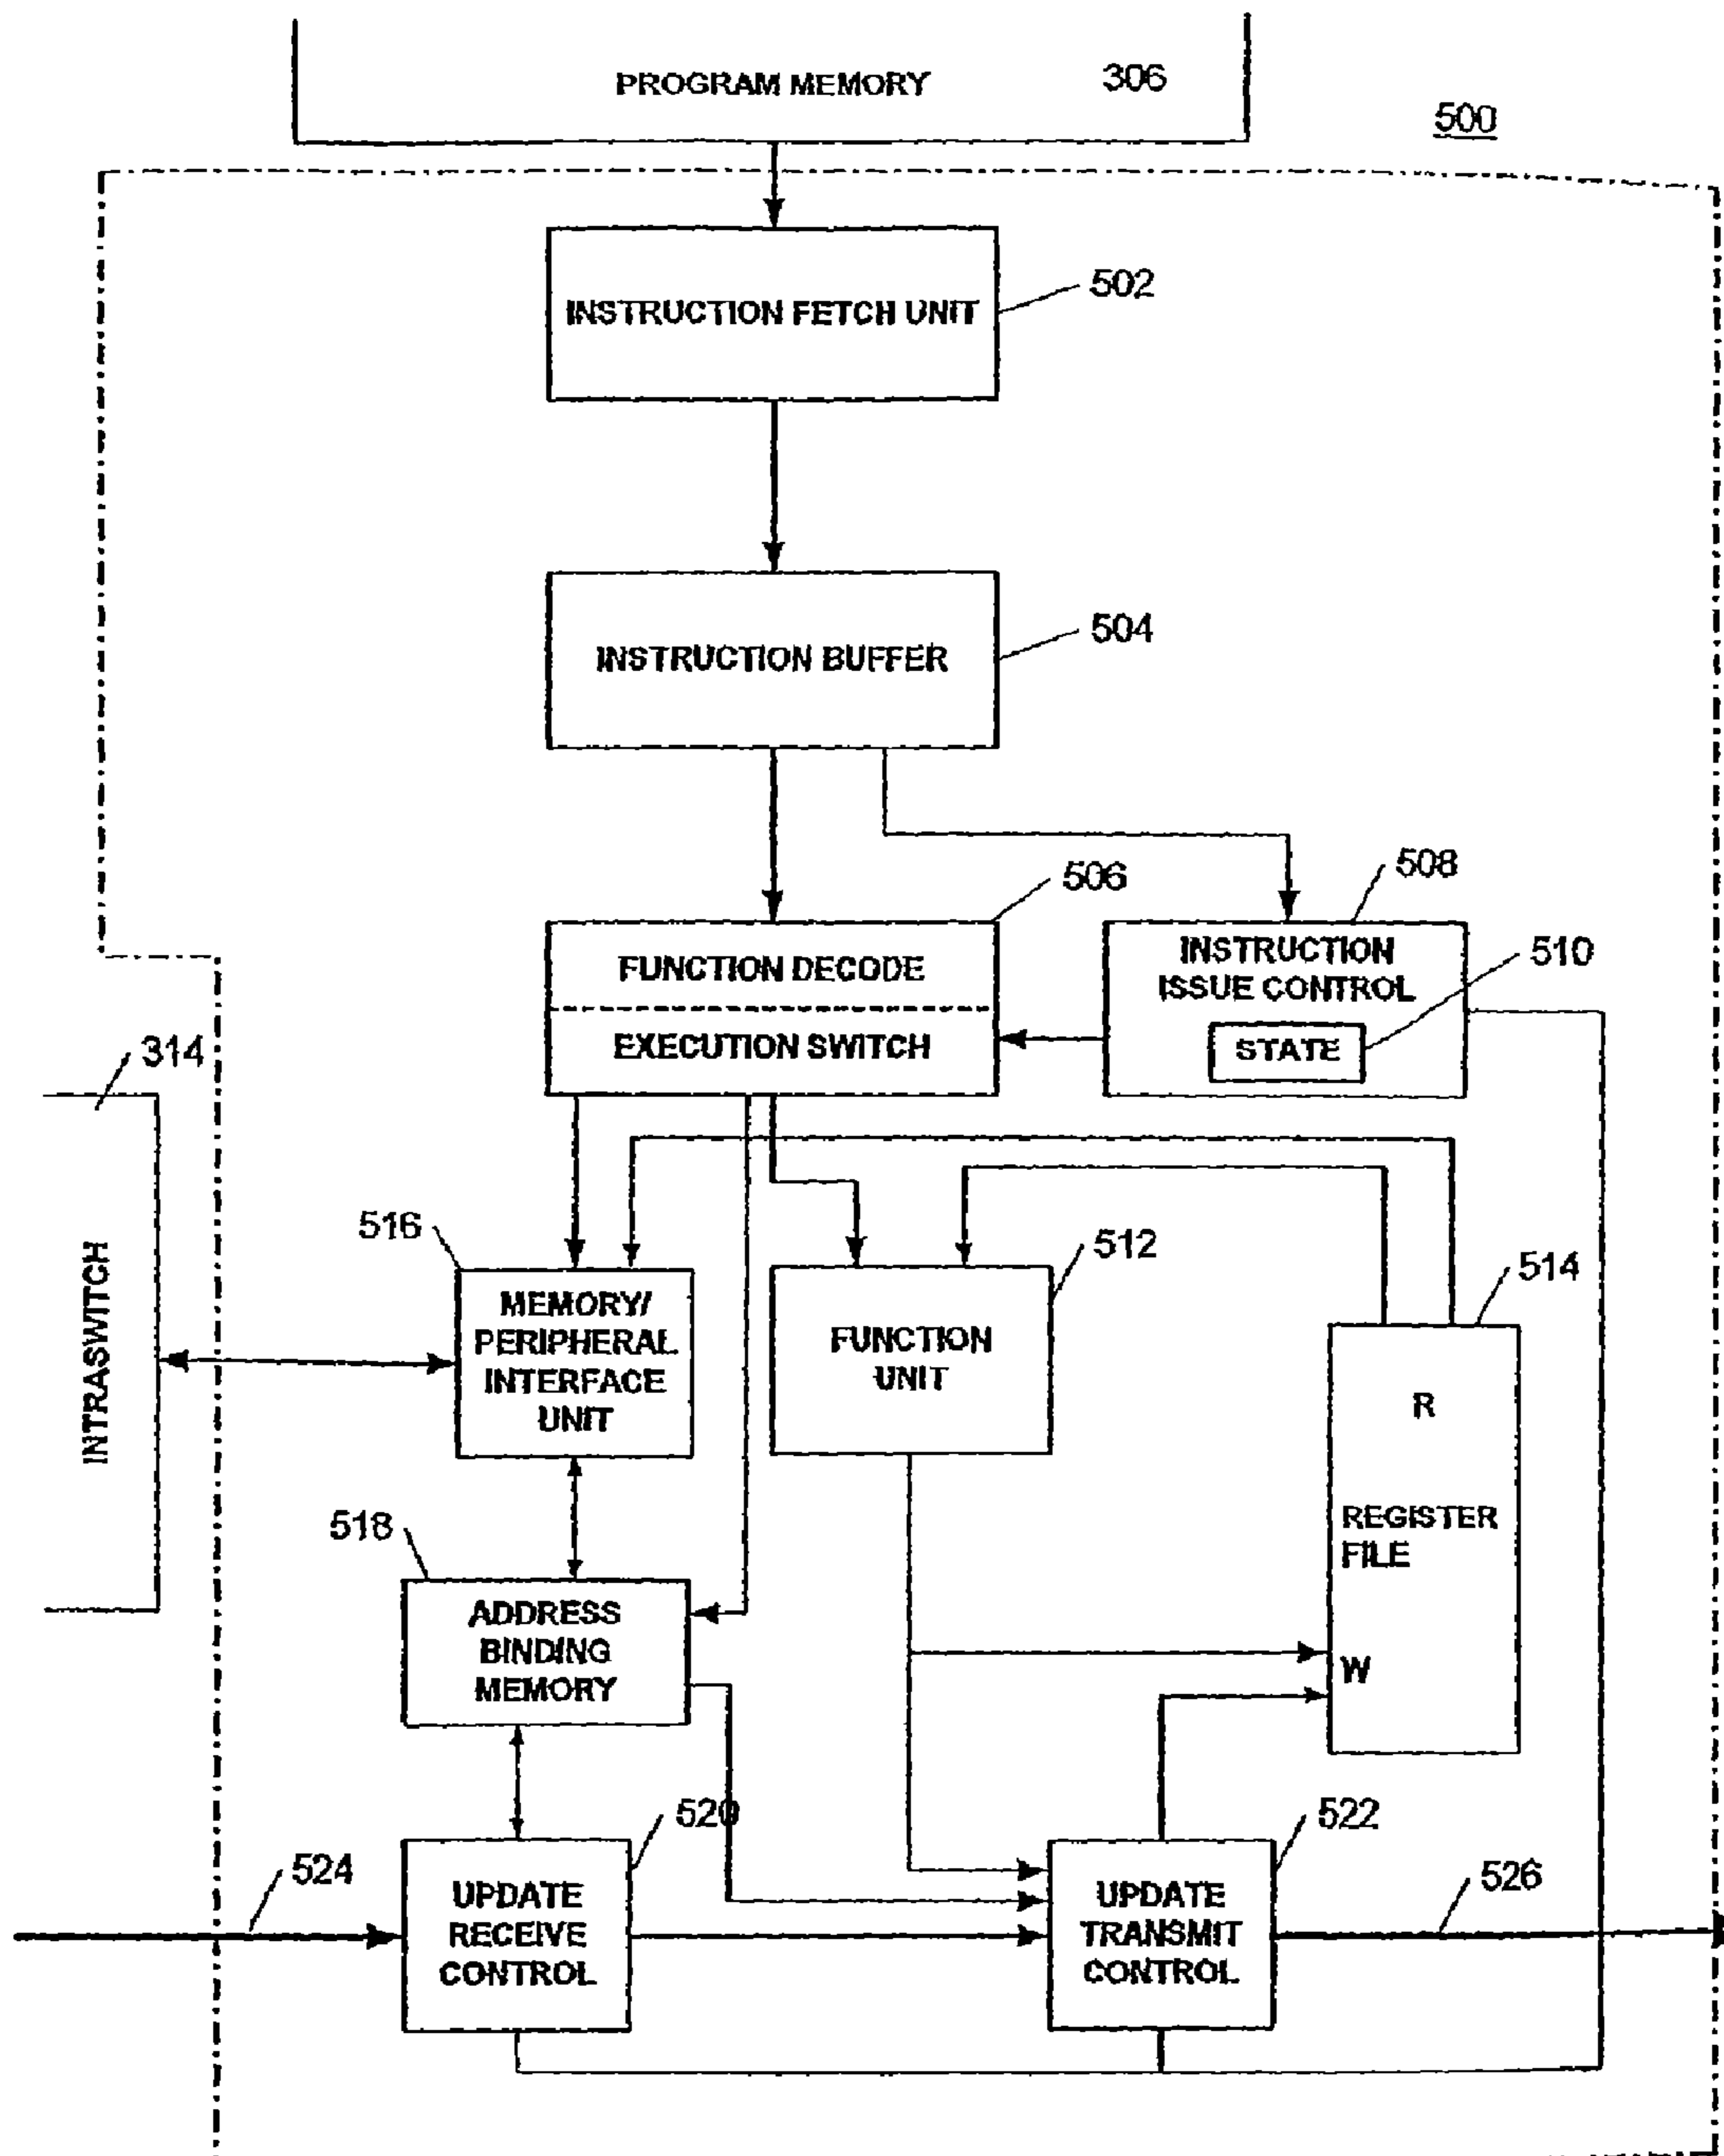 PROGRAM MEMORY 306
500
INSTRUCTION FETCH UNIT
502
INSTRUCTION BUFFER
504
506
508
FUNCTION DECODE
EXECUTION SWITCH
INSTRUCTION
ISSUE CONTROL
STATE
510
314
INTRASWITCH
516
MEMORY/
PERIPHERAL
INTERFACE
UNIT
512
FUNCTION
UNIT
514
R
REGISTER
FILE
W
518
ADDRESS
BINDING
MEMORY
520
522
524
UPDATE
RECEIVE
CONTROL
UPDATE
TRANSMIT
CONTROL
526